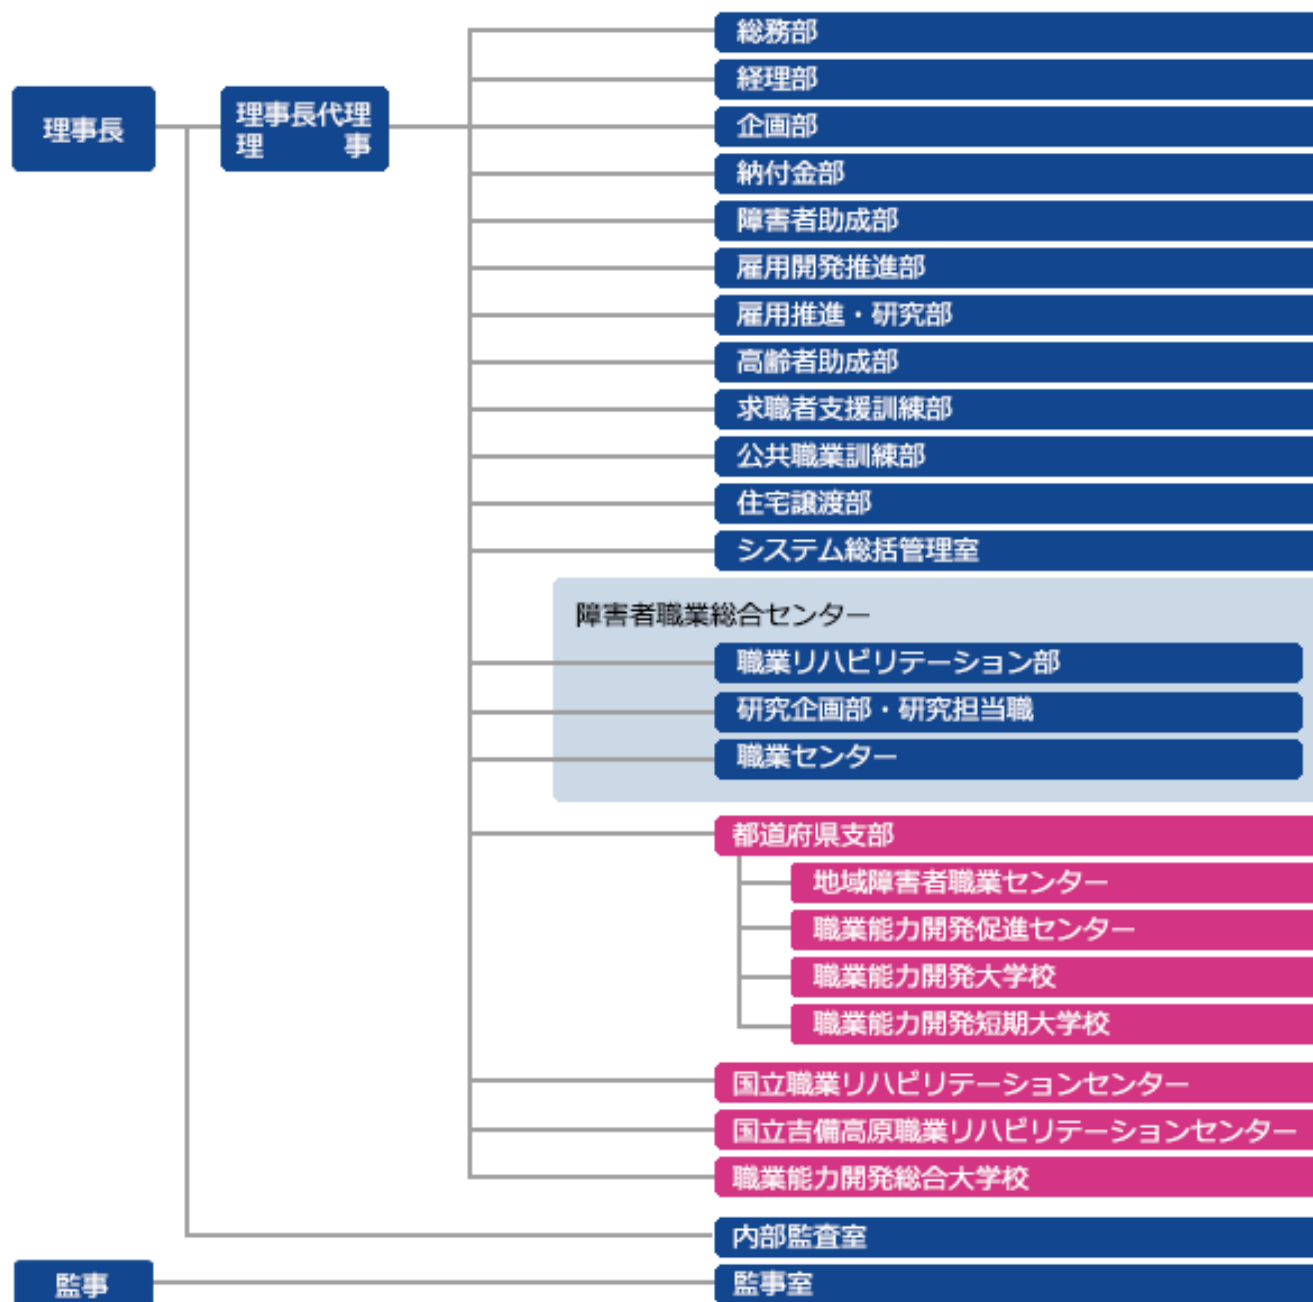 理事長
理事長代理
理事
総務部
経理部
企画部
納付金部
障害者助成部
雇用開発推進部
雇用推進・研究部
高齢者助成部
求職者支援訓練部
公共職業訓練部
住宅譲渡部
システム総括管理室
障害者職業総合センター
職業リハビリテーション部
研究企画部・研究担当職
職業センター
都道府県支部
地域障害者職業センター
職業能力開発促進センター
職業能力開発大学校
職業能力開発短期大学校
国立職業リハビリテーションセンター
国立吉備高原職業リハビリテーションセンター
職業能力開発総合大学校
内部監査室
監事
監事室